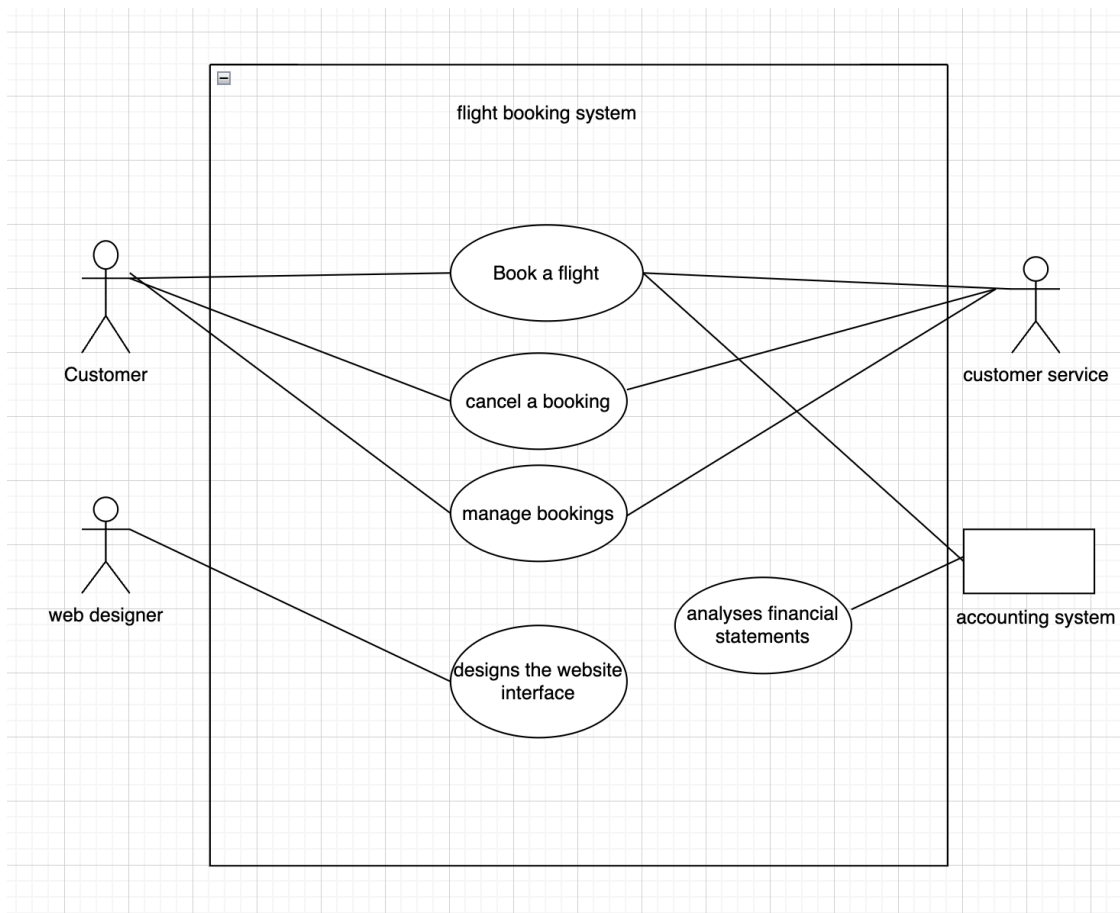 flight booking system
Book a flight
Customer
customer service
cancel a booking
manage bookings
web designer
analyses financial
statements
accounting system
designs the website
interface